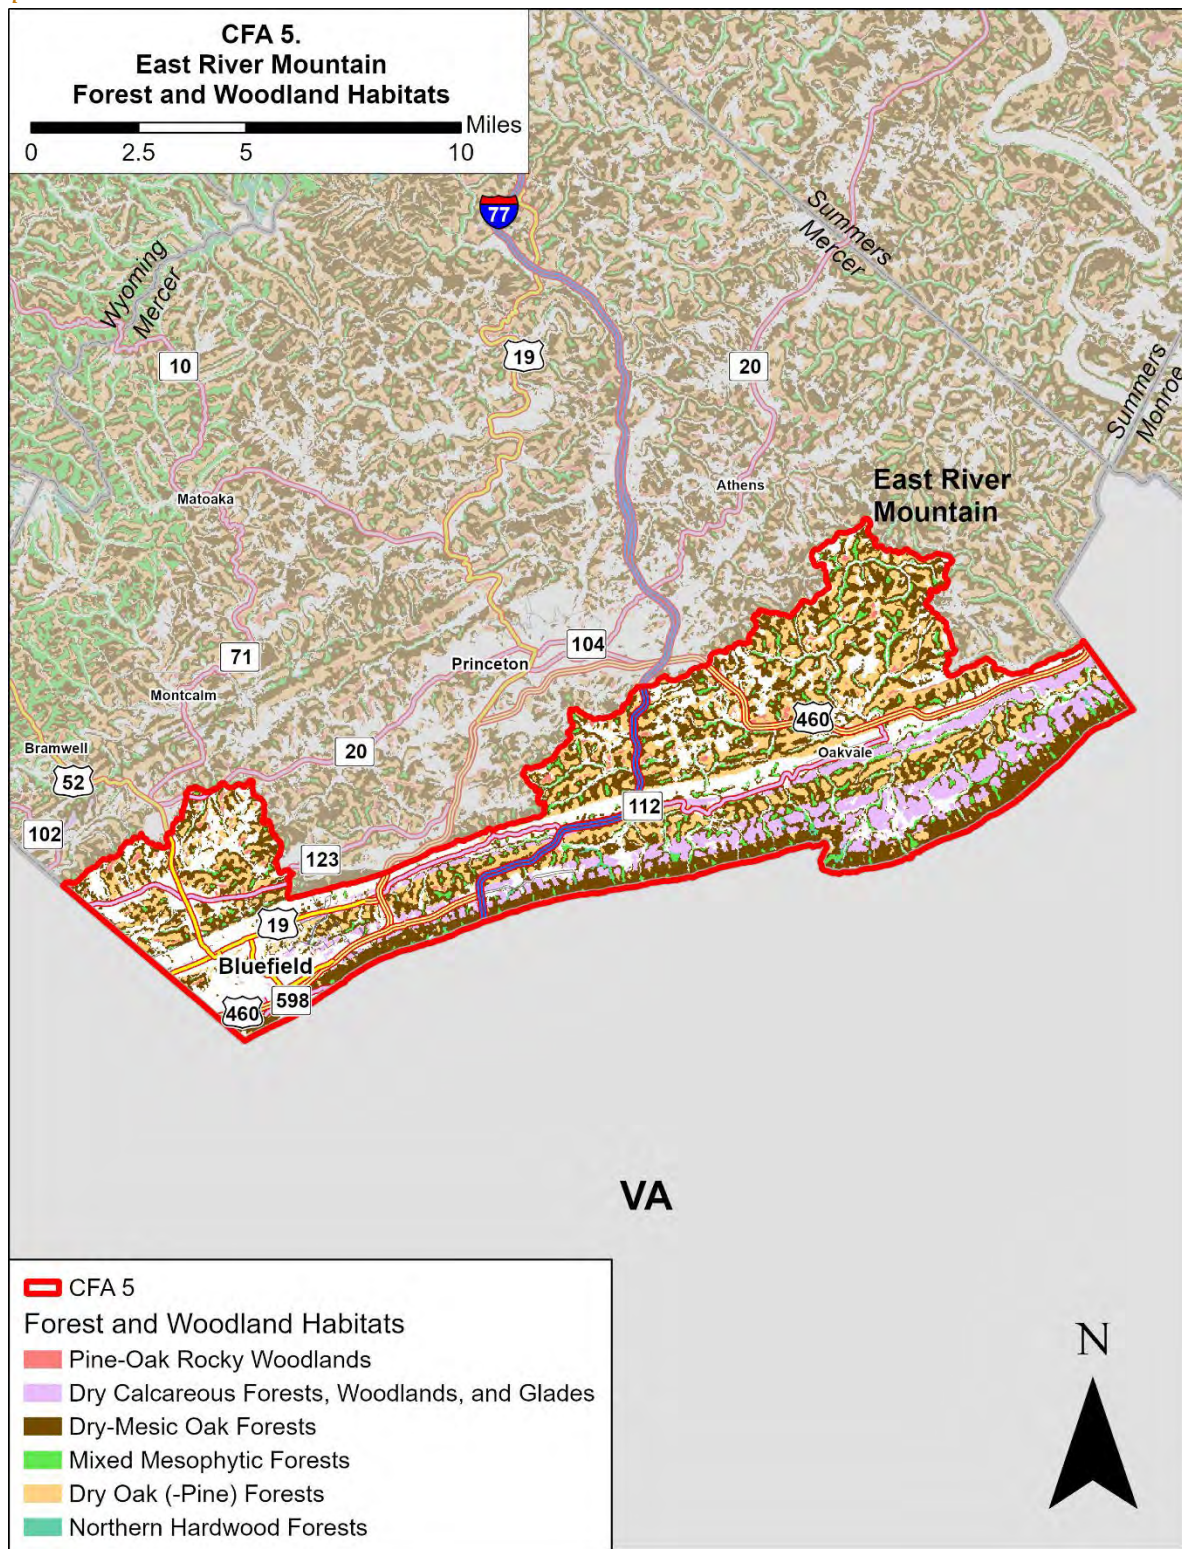 CFA 5.
East River Mountain
Forest and Woodland Habitats
Miles
0 2.5 5 10
77
Summers
Mercer
Wyoming
Mercer
19
10
20
Summers
Monroe
East River
Mountain
Athens
Matoaka
104
71
Princeton
Montcalm
460
20
Oakvale
Bramwell
52
112
102
123
19
Bluefield
598
460
VA
CFA 5
Forest and Woodland Habitats
Pine-Oak Rocky Woodlands
Dry Calcareous Forests, Woodlands, and Glades
Dry-Mesic Oak Forests
Mixed Mesophytic Forests
Dry Oak (-Pine) Forests
Northern Hardwood Forests
N